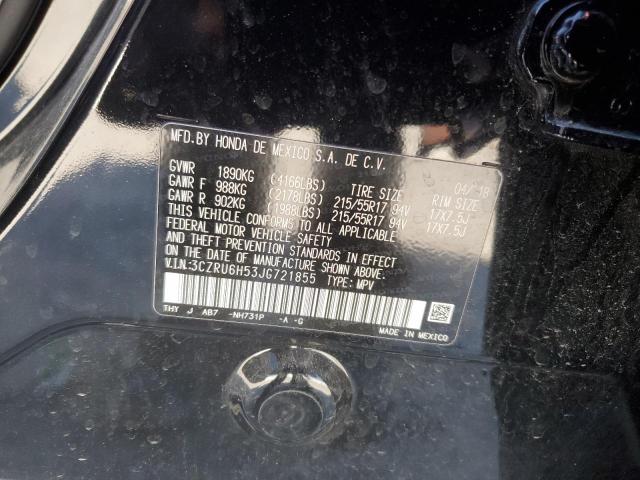 MFD.BY HONDA DE MEXICO S.A. DE C.V. 04/'18
GVWR 1890KG (4166LBS) TIRE SIZE RIM SIZE
GAWR F 988KG (2178LBS) 215/55R17 94V 17X7.5J
GAWR R 902KG (1988LBS) 215/55R17 94V 17X7.5J
THIS VEHICLE CONFORMS TO ALL APPLICABLE
FEDERAL MOTOR VEHICLE SAFETY
AND THEFT PREVENTION STANDARDS IN EFFECT
ON THE DATE OF MANUFACTURE SHOWN ABOVE.
V.I.N:3CZRU6H53JG721855 TYPE: MPV
THY J AB7 -NH731P -A -G MADE IN MEXICO